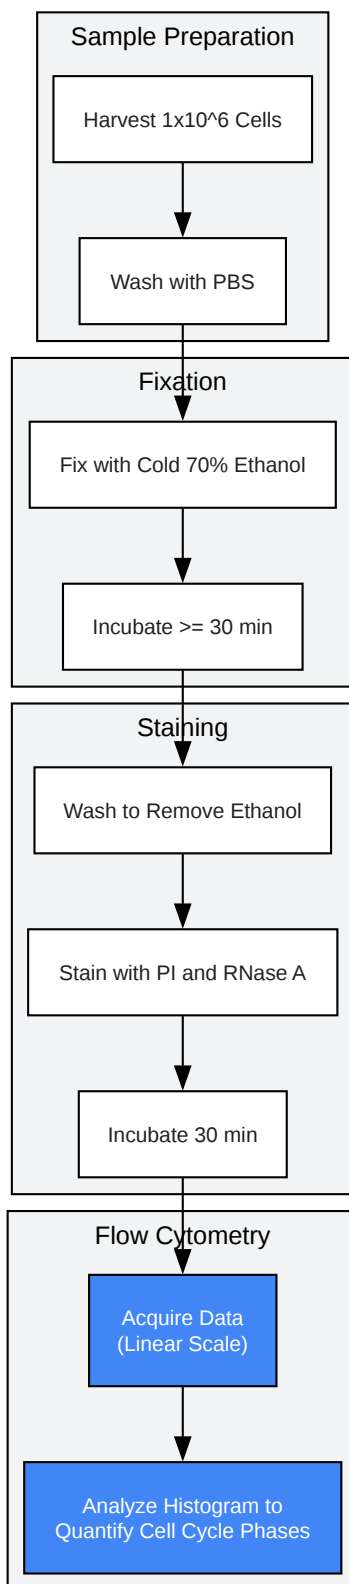 Sample Preparation
Harvest 1x10^6 Cells
Wash with PBS
Fixation
Fix with Cold 70% Ethanol
Incubate >= 30 min
Staining
Wash to Remove Ethanol
Stain with PI and RNase A
Incubate 30 min
Flow Cytometry
Acquire Data
(Linear Scale)
Analyze Histogram to
Quantify Cell Cycle Phases